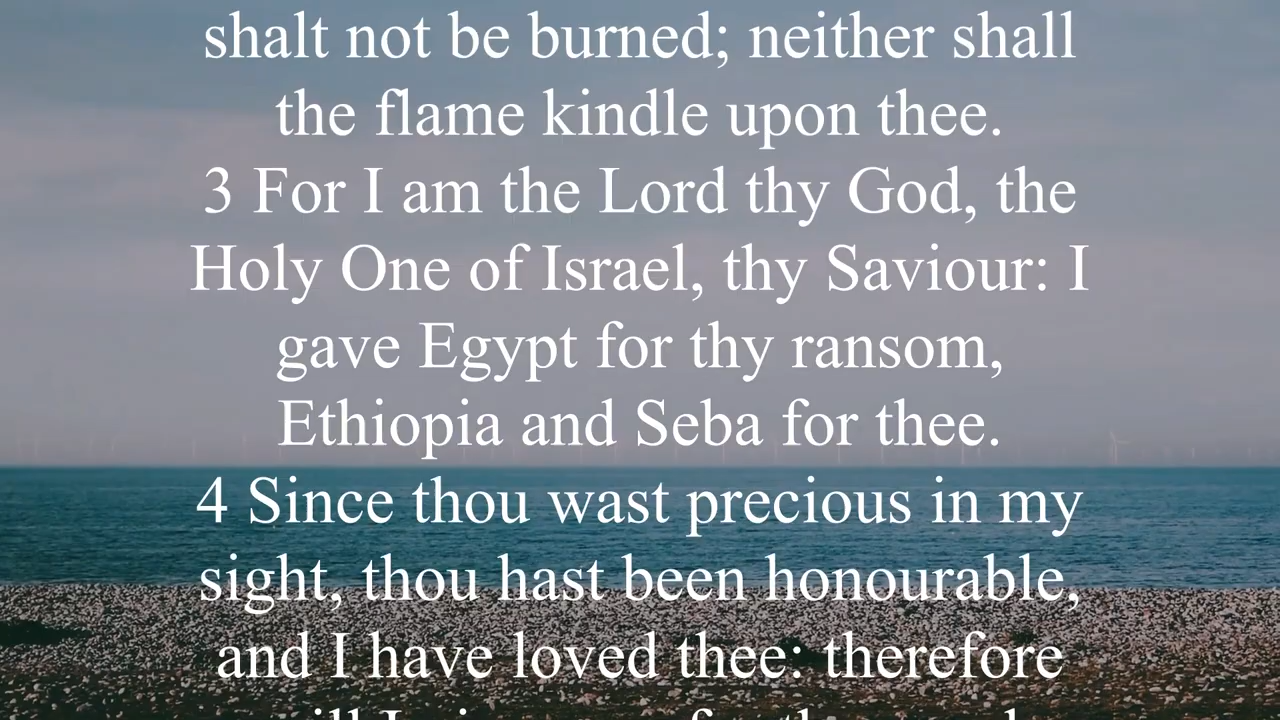 shalt not be burned; neither shall
the flame kindle upon thee.
3 For I am the Lord thy God, the
Holy One of Israel, thy Saviour: I
gave Egypt for thy ransom,
Ethiopia and Seba for thee.
4 Since thou wast precious in my
sight, thou hast been honourable,
and I have loved thee: therefore